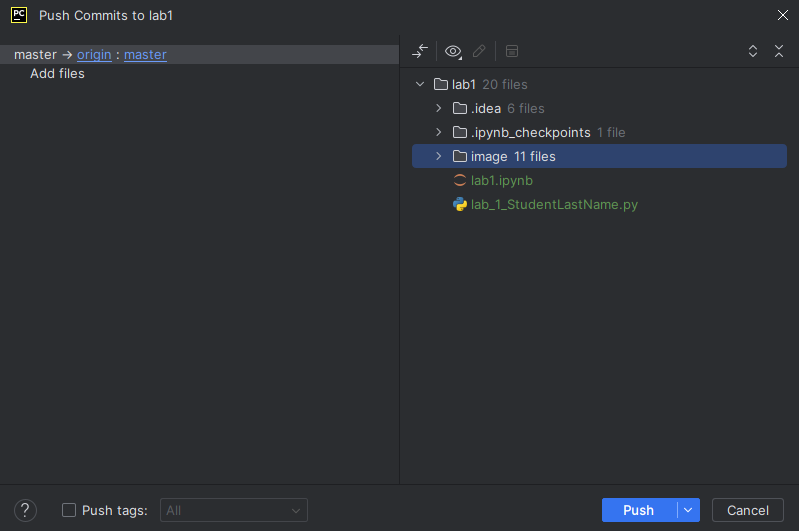 PC Push Commits to lab1
master → origin : master
Add files
lab1 20 files
.idea 6 files
.ipynb_checkpoints 1 file
image 11 files
lab1.ipynb
lab_1_StudentLastName.py
? Push tags: All Push Cancel